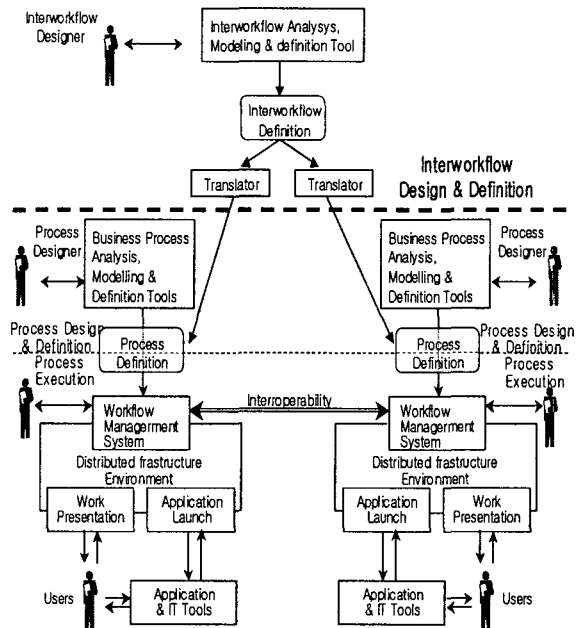 Interworkflow
Designer
Interworkflow Analysys,
Modeling & definition Tool
Interworkflow
Definition
Translator
Translator
Interworkflow
Design & Definition
Process
Designer
Business Process
Analysis,
Modelling &
Definition Tools
Business Process
Analysis,
Modelling &
Definition Tools
Process
Designer
Process Design
& Definition
Process
Definition
Process
Definition
Process Design
& Definition
Process
Execution
Process
Execution
Workflow
Management
System
Interroperability
Workflow
Management
System
Distributed frastructure
Environment
Distributed frastructure
Environment
Work
Presentation
Application
Launch
Application
Launch
Work
Presentation
Users
Application
& IT Tools
Application
& IT Tools
Users